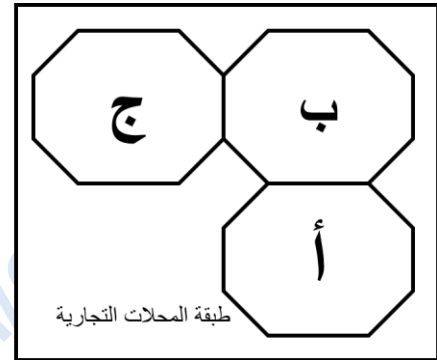 ج ب
أ
طبقة المحلات التجارية